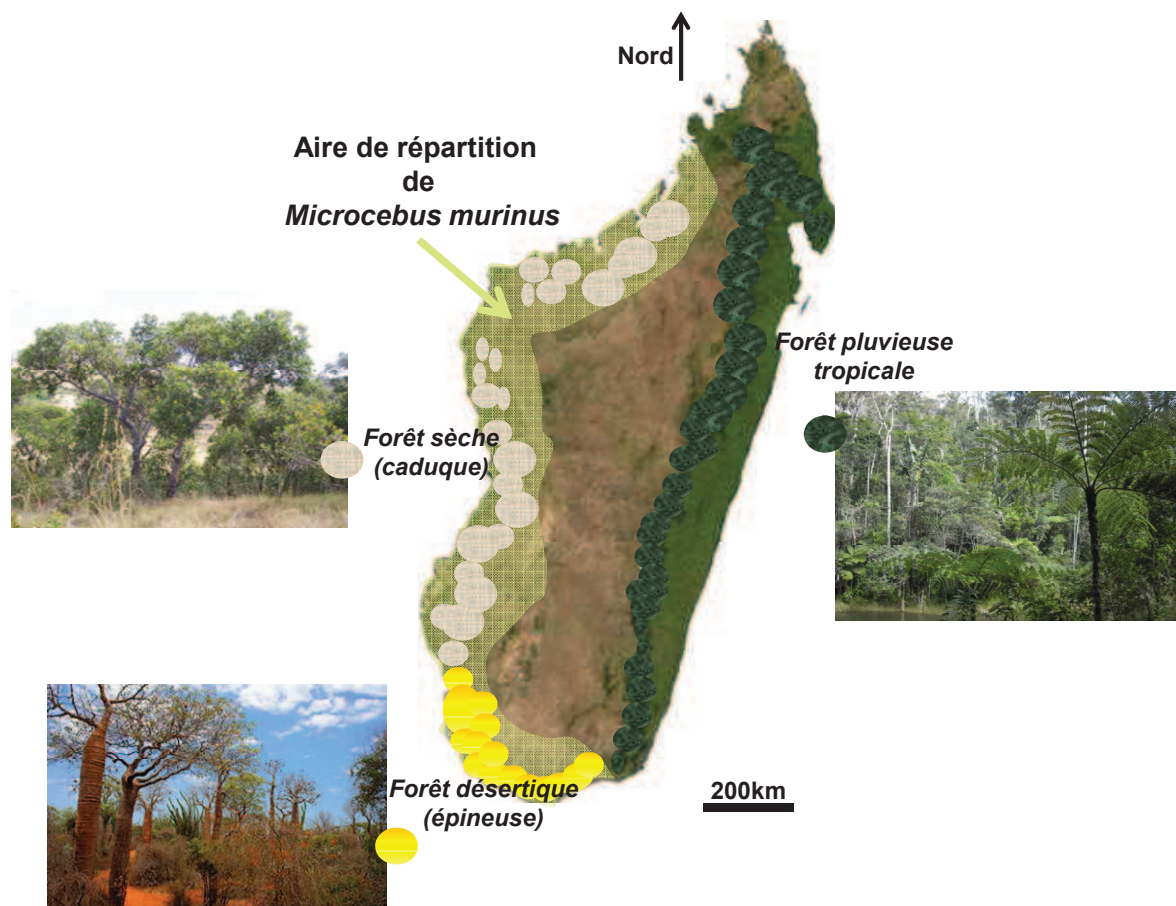 Nord
Aire de répartition
de
Microcebus murinus
Forêt pluvieuse
tropicale
Forêt sèche
(caduque)
Forêt désertique
(épineuse)
200km